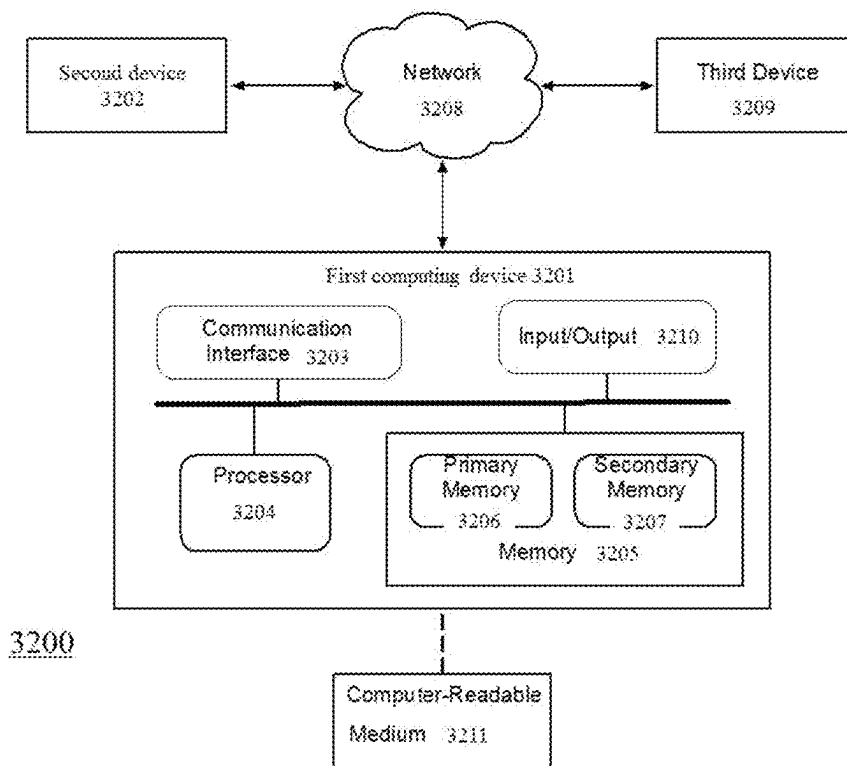 Second device
3202
Network
3208
Third Device
3209
First computing device 3201
Communication
Interface 3203
Input/Output 3210
Processor
3204
Primary
Memory
3206
Secondary
Memory
3207
Memory 3205
3200
Computer-Readable
Medium 3211